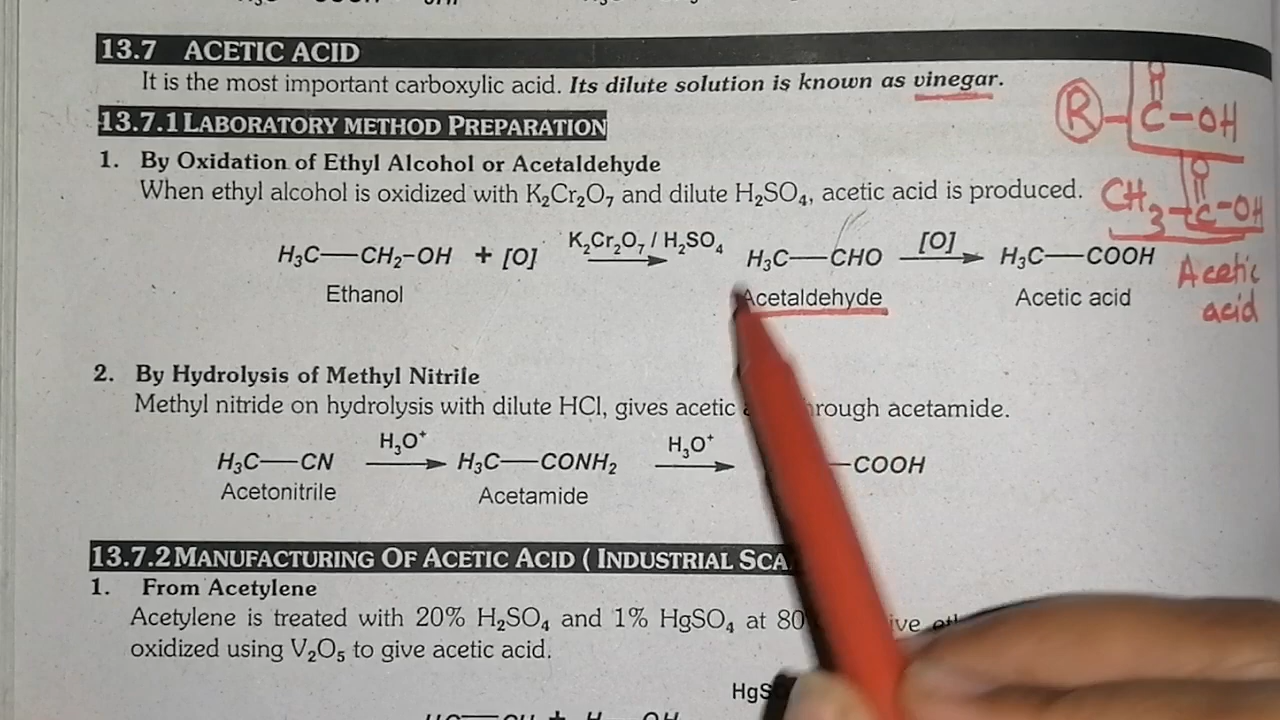 13.7 ACETIC ACID
It is the most important carboxylic acid. Its dilute solution is known as vinegar.
13.7.1 LABORATORY METHOD PREPARATION
1. By Oxidation of Ethyl Alcohol or Acetaldehyde
When ethyl alcohol is oxidized with K₂Cr₂O₇ and dilute H₂SO₄, acetic acid is produced.
H₃C—CH₂–OH + [O] K₂Cr₂O₇ / H₂SO₄ → H₃C—CHO [O] → H₃C—COOH
Ethanol Acetaldehyde Acetic acid
R–C–OH
O
CH₃–C–OH
O
Acetic
acid
2. By Hydrolysis of Methyl Nitrile
Methyl nitride on hydrolysis with dilute HCl, gives acetic through acetamide.
H₃C—CN H₃O⁺ → H₃C—CONH₂ H₃O⁺ → —COOH
Acetonitrile Acetamide
13.7.2 MANUFACTURING OF ACETIC ACID ( INDUSTRIAL
1. From Acetylene
Acetylene is treated with 20% H₂SO₄ and 1% HgSO₄ at 80
oxidized using V₂O₅ to give acetic acid.